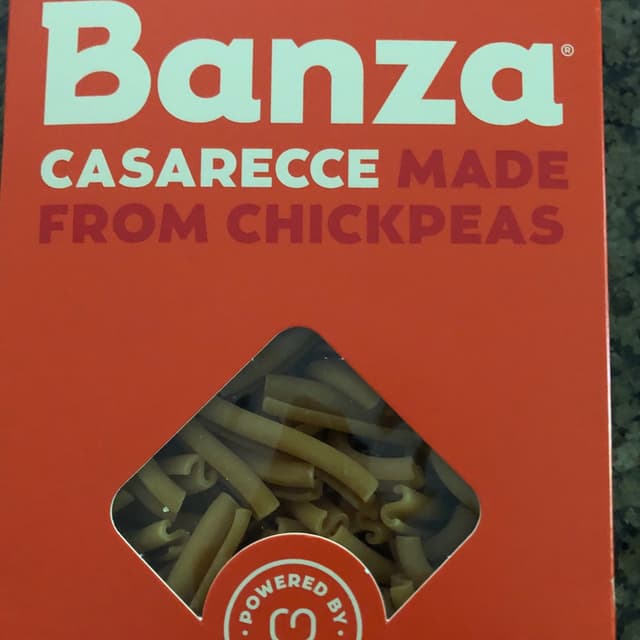 Banza®
CASARECCE MADE
FROM CHICKPEAS
• POWERED BY •